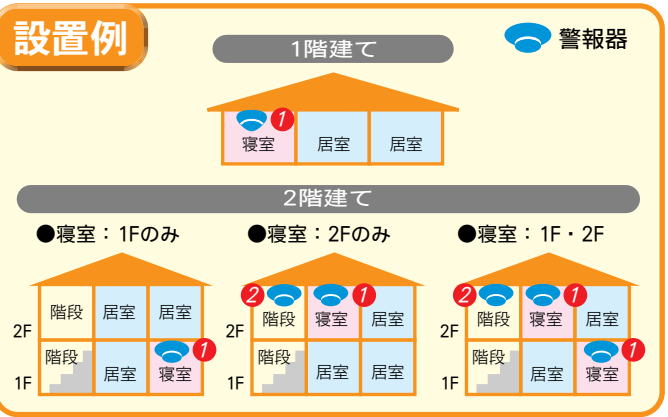 設置例
警報器
1階建て
1
寝室 居室 居室
2階建て
●寝室：1Fのみ
階段 居室 居室
2F
階段 居室 寝室 1
1F
●寝室：2Fのみ
2 1
階段 寝室 居室
2F
階段 居室 居室
1F
●寝室：1F・2F
2 1
階段 寝室 居室
2F
階段 居室 寝室 1
1F